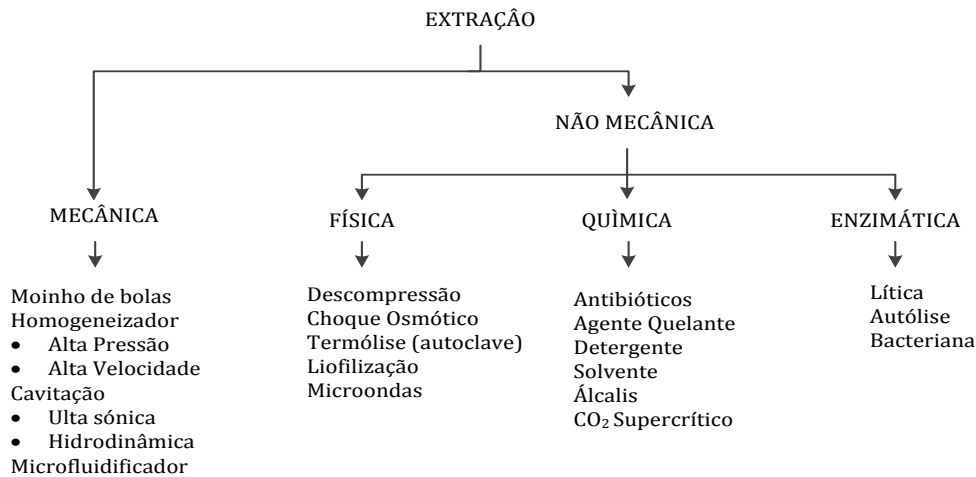 EXTRAÇÂO
NÃO MECÂNICA
MECÂNICA
FÍSICA
QUÌMICA
ENZIMÁTICA
Moinho de bolas
Homogeneizador
• Alta Pressão
• Alta Velocidade
Cavitação
• Ulta sónica
• Hidrodinâmica
Microfluidificador
Descompressão
Choque Osmótico
Termólise (autoclave)
Liofilização
Microondas
Antibióticos
Agente Quelante
Detergente
Solvente
Álcalis
CO₂ Supercrítico
Lítica
Autólise
Bacteriana